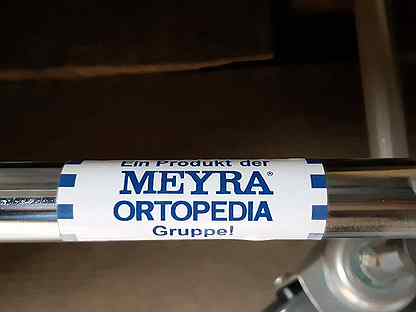 Ein Produkt der
MEYRA®
ORTOPEDIA
Gruppe!